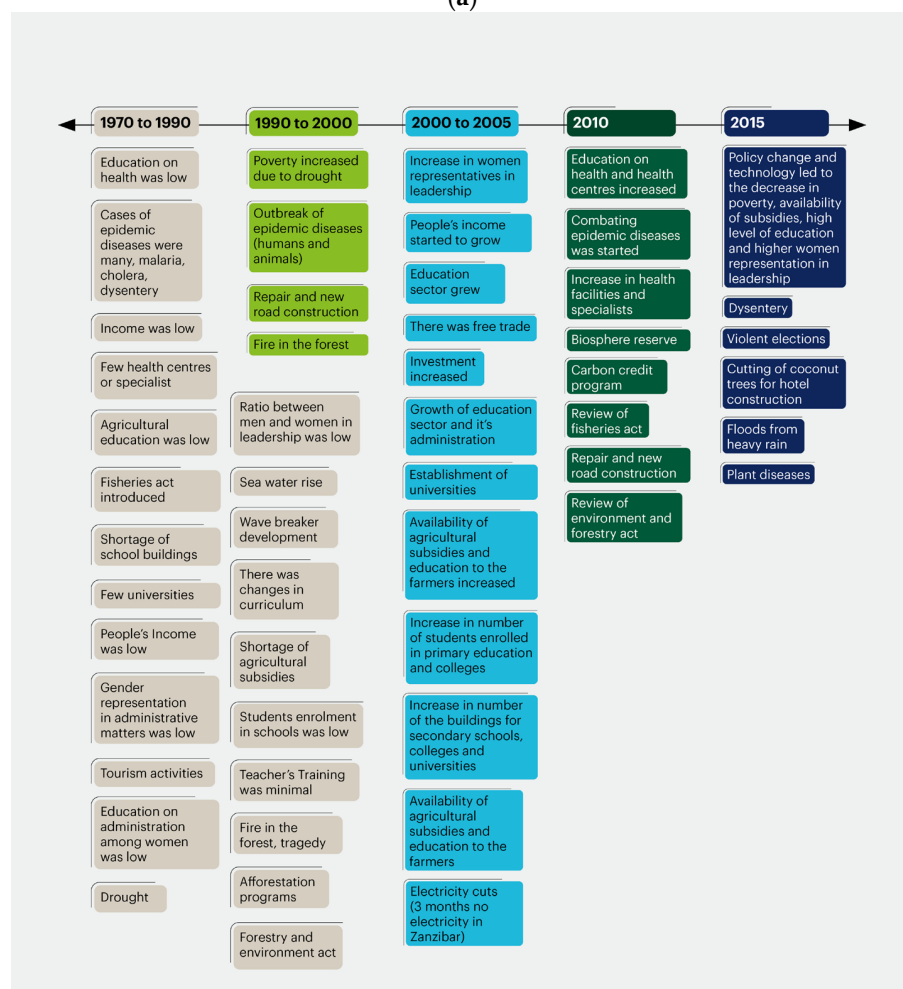 (a)
1970 to 1990
Education on
health was low
Cases of
epidemic
diseases were
many, malaria,
cholera,
dysentery
Income was low
Few health centres
or specialist
Agricultural
education was low
Fisheries act
introduced
Shortage of
school buildings
Few universities
People's Income
was low
Gender
representation
in administrative
matters was low
Tourism activities
Education on
administration
among women
was low
Drought
1990 to 2000
Poverty increased
due to drought
Outbreak of
epidemic diseases
(humans and
animals)
Repair and new
road construction
Fire in the forest
Ratio between
men and women in
leadership was low
Sea water rise
Wave breaker
development
There was
changes in
curriculum
Shortage of
agricultural
subsidies
Students enrolment
in schools was low
Teacher's Training
was minimal
Fire in the
forest, tragedy
Afforestation
programs
Forestry and
environment act
2000 to 2005
Increase in women
representatives in
leadership
People's income
started to grow
Education
sector grew
There was free trade
Investment
increased
Growth of education
sector and it's
administration
Establishment of
universities
Availability of
agricultural
subsidies and
education to the
farmers increased
Increase in number
of students enrolled
in primary education
and colleges
Increase in number
of the buildings for
secondary schools,
colleges and
universities
Availability of
agricultural
subsidies and
education to the
farmers
Electricity cuts
(3 months no
electricity in
Zanzibar)
2010
Education on
health and health
centres increased
Combating
epidemic diseases
was started
Increase in health
facilities and
specialists
Biosphere reserve
Carbon credit
program
Review of
fisheries act
Repair and new
road construction
Review of
environment and
forestry act
2015
Policy change and
technology led to
the decrease in
poverty, availability
of subsidies, high
level of education
and higher women
representation in
leadership
Dysentery
Violent elections
Cutting of coconut
trees for hotel
construction
Floods from
heavy rain
Plant diseases